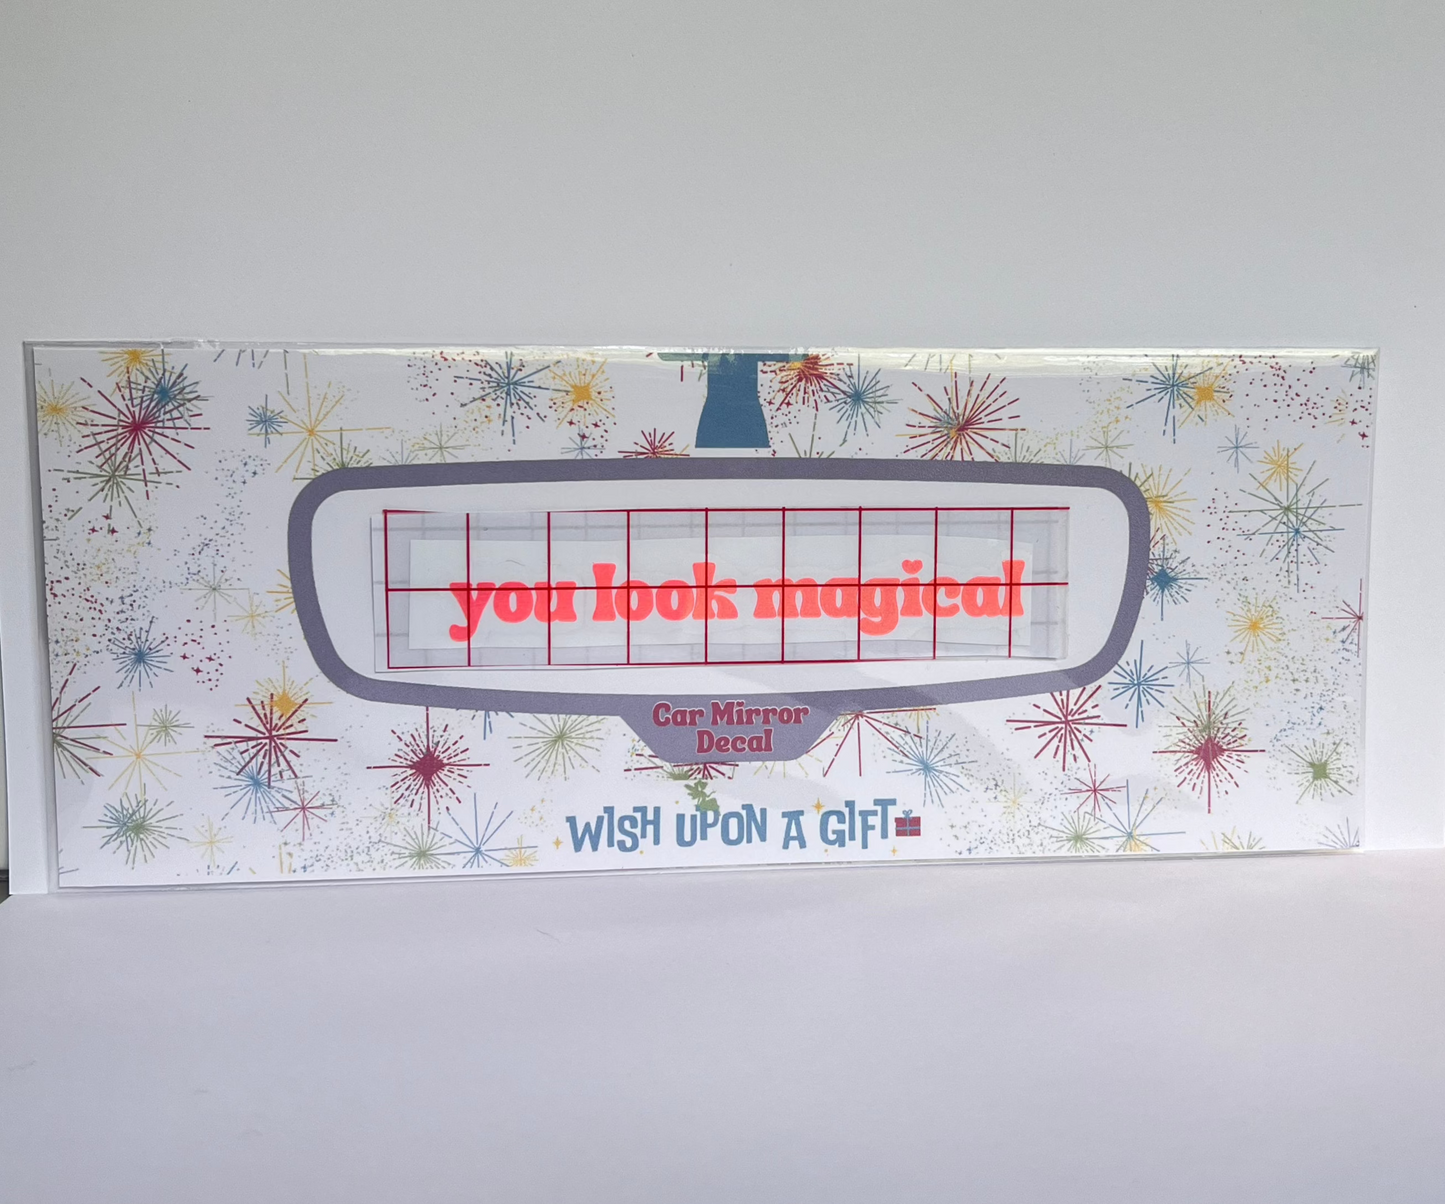 you look magical
Car Mirror
Decal
WISH UPON A GIFT